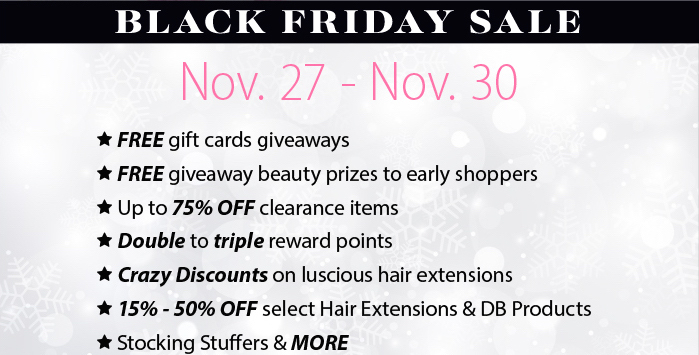 BLACK FRIDAY SALE
Nov. 27 - Nov. 30
★ FREE gift cards giveaways
★ FREE giveaway beauty prizes to early shoppers
★ Up to 75% OFF clearance items
★ Double to triple reward points
★ Crazy Discounts on luscious hair extensions
★ 15% - 50% OFF select Hair Extensions & DB Products
★ Stocking Stuffers & MORE